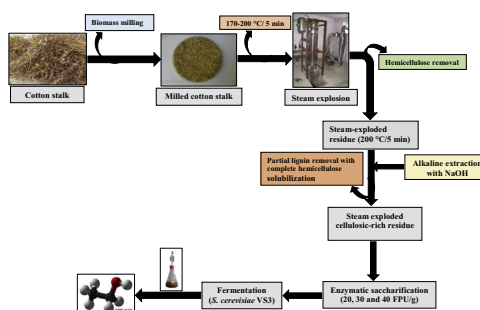 Biomass milling
170-200 °C/ 5 min
Hemicellulose removal
Cotton stalk
Milled cotton stalk
Steam explosion
Steam-exploded
residue (200 °C/5 min)
Partial lignin removal with
complete hemicellulose
solubilization
Alkaline extraction
with NaOH
Steam exploded
cellulosic-rich residue
Fermentation
(S. cerevisiae VS3)
Enzymatic saccharification
(20, 30 and 40 FPU/g)